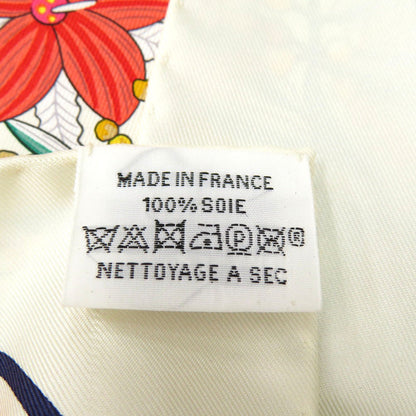 MADE IN FRANCE
100% SOIE
P ®
NETTOYAGE A SEC